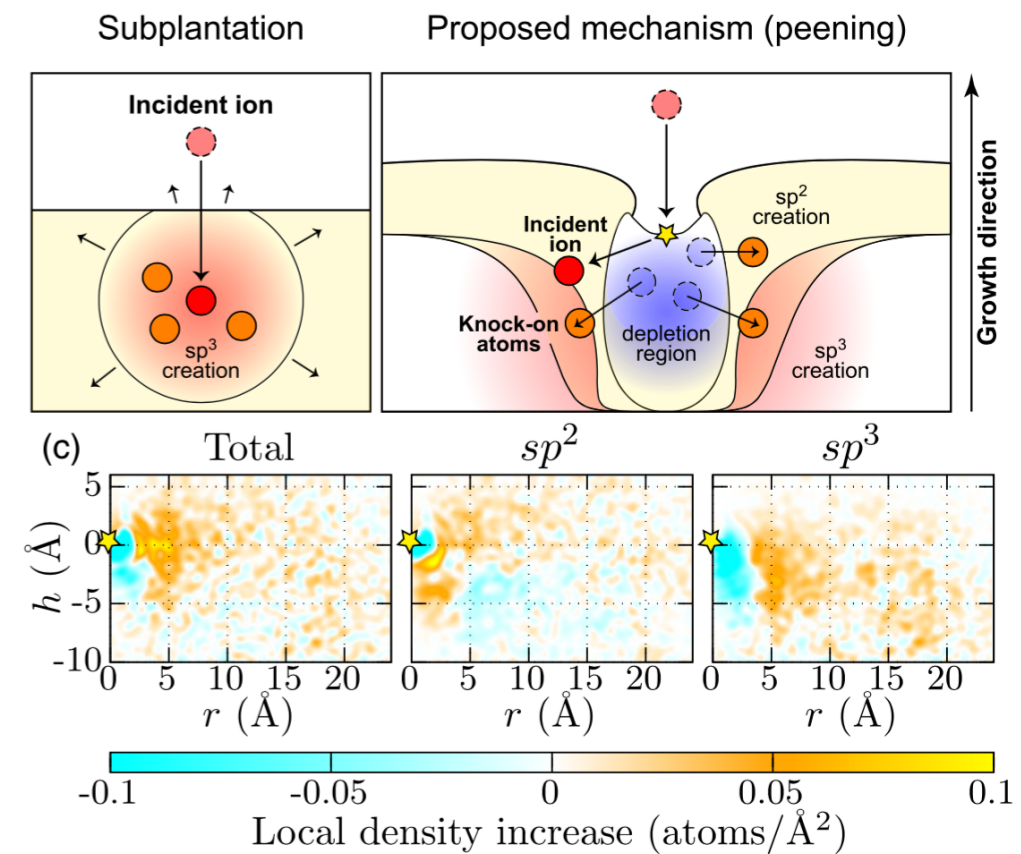 Subplantation
Proposed mechanism (peening)
Incident ion
sp³
creation
Incident
ion
Knock-on
atoms
depletion
region
sp²
creation
sp³
creation
Growth direction
(c)
Total
sp²
sp³
h (Å)
5
0
-5
-10
0 5 10 15 20
r (Å)
0 5 10 15 20
r (Å)
0 5 10 15 20
r (Å)
-0.1 -0.05 0 0.05 0.1
Local density increase (atoms/Å²)